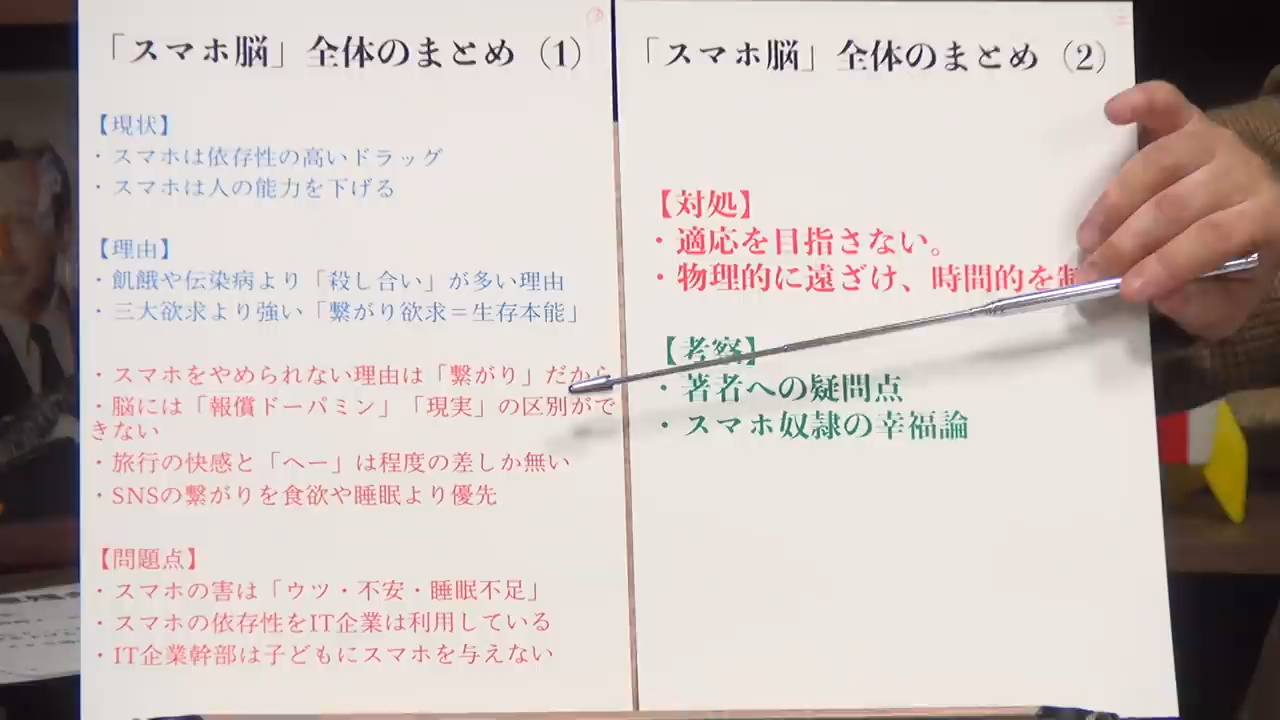 「スマホ脳」全体のまとめ（1）
【現状】
・スマホは依存性の高いドラッグ
・スマホは人の能力を下げる
【理由】
・飢餓や伝染病より「殺し合い」が多い理由
・三大欲求より強い「繋がり欲求＝生存本能」
・スマホをやめられない理由は「繋がり」だから
・脳には「報償ドーパミン」「現実」の区別がで
きない
・旅行の快感と「へー」は程度の差しか無い
・SNSの繋がりを食欲や睡眠より優先
【問題点】
・スマホの害は「ウツ・不安・睡眠不足」
・スマホの依存性をIT企業は利用している
・IT企業幹部は子どもにスマホを与えない
「スマホ脳」全体のまとめ（2）
【対処】
・適応を目指さない。
・物理的に遠ざけ、時間的を制
【考察】
・著者への疑問点
・スマホ奴隷の幸福論